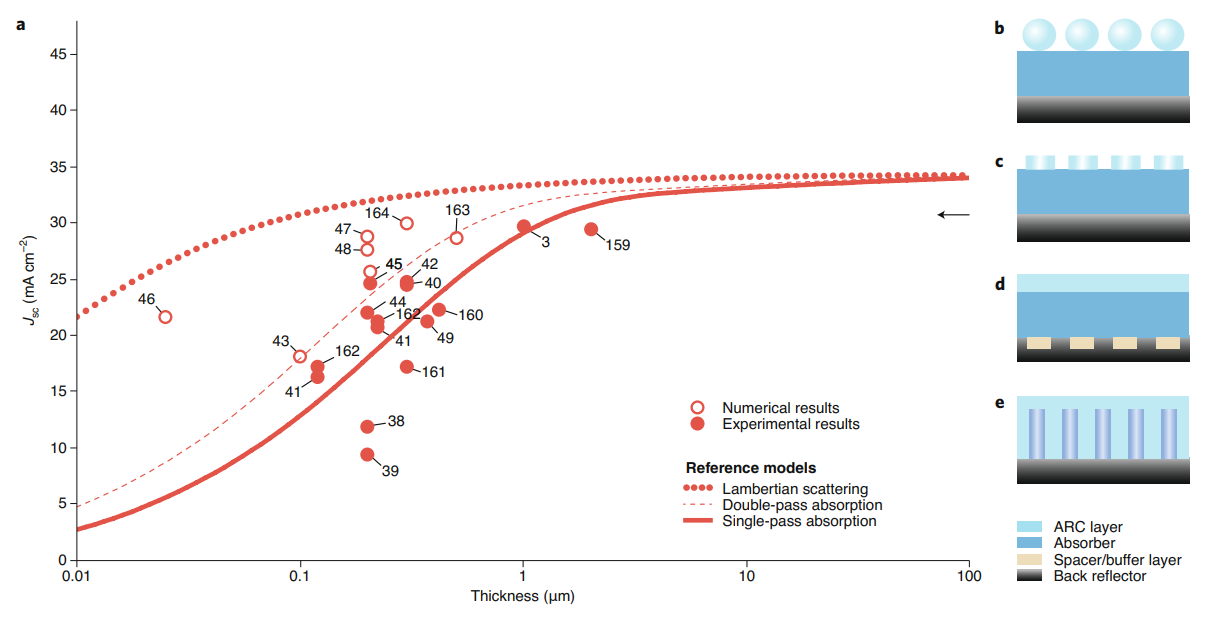 a
45
40
35
30
25
20
15
10
5
0
0.01
0.1
1
10
100
Jsc (mA cm−2)
Thickness (μm)
46
47
48
164
163
45
42
40
44
162
41
43
162
41
3
159
160
49
161
38
39
Numerical results
Experimental results
Reference models
Lambertian scattering
Double-pass absorption
Single-pass absorption
b
c
d
e
ARC layer
Absorber
Spacer/buffer layer
Back reflector